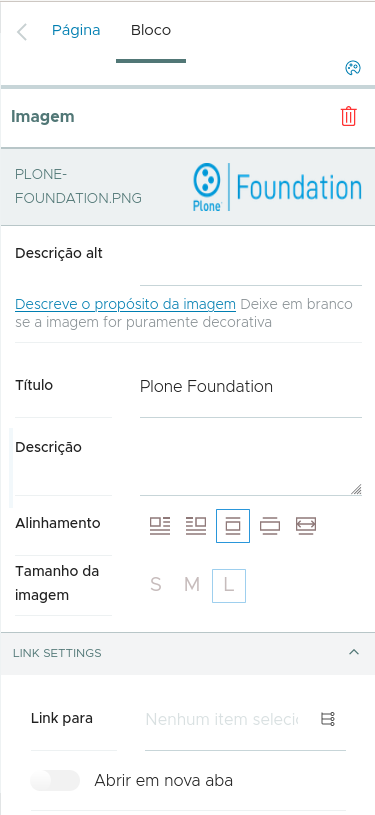 Página Bloco
Imagem
PLONE-
FOUNDATION.PNG
Plone® Foundation
Descrição alt
Descreve o propósito da imagem Deixe em branco
se a imagem for puramente decorativa
Título Plone Foundation
Descrição
Alinhamento
Tamanho da
imagem
S M L
LINK SETTINGS
Link para Nenhum item seleci
Abrir em nova aba